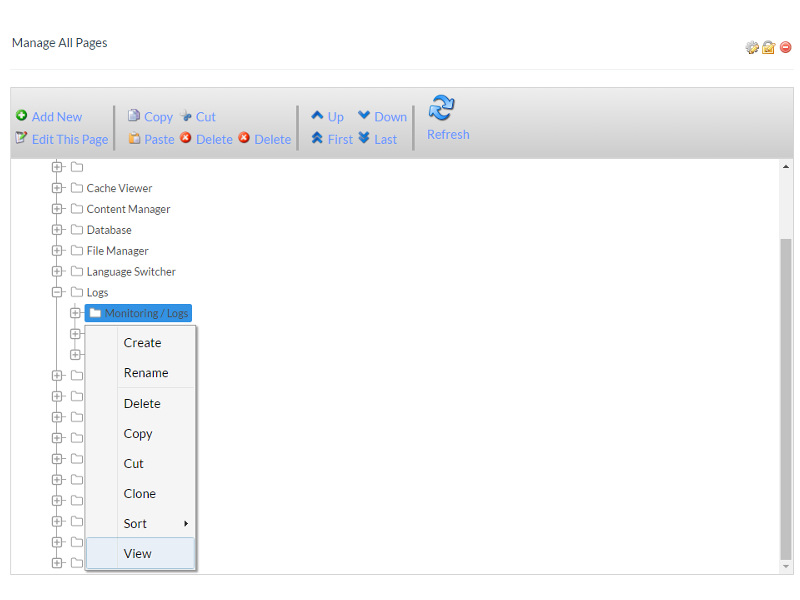 Manage All Pages
Add New
Copy
Cut
Up
Down
Edit This Page
Paste
Delete
Delete
First
Last
Refresh
Cache Viewer
Content Manager
Database
File Manager
Language Switcher
Logs
Monitoring / Logs
Create
Rename
Delete
Copy
Cut
Clone
Sort
View